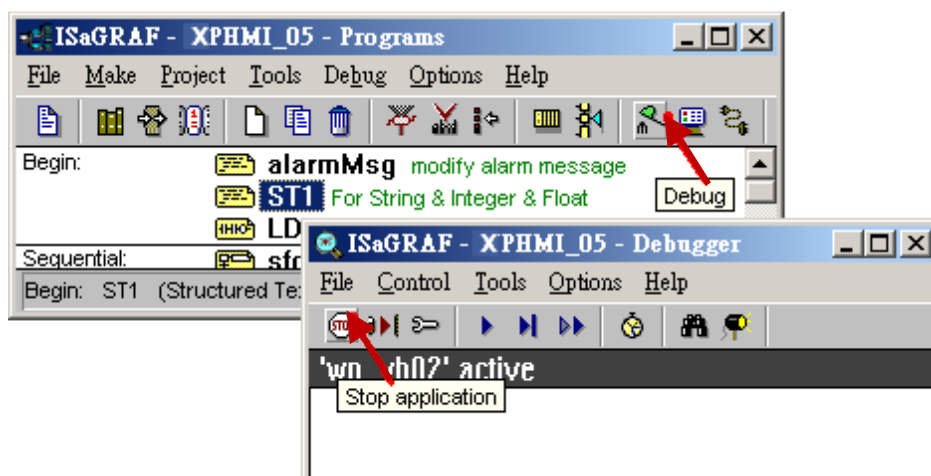 ISaGRAF - XPHMI_05 - Programs
File Make Project Tools Debug Options Help
Begin:
alarmMsg modify alarm message
ST1 For String & Integer & Float
Debug
LD
Sequential:
sfc
Begin: ST1 (Structured Te
ISaGRAF - XPHMI_05 - Debugger
File Control Tools Options Help
STOP
active
Stop application